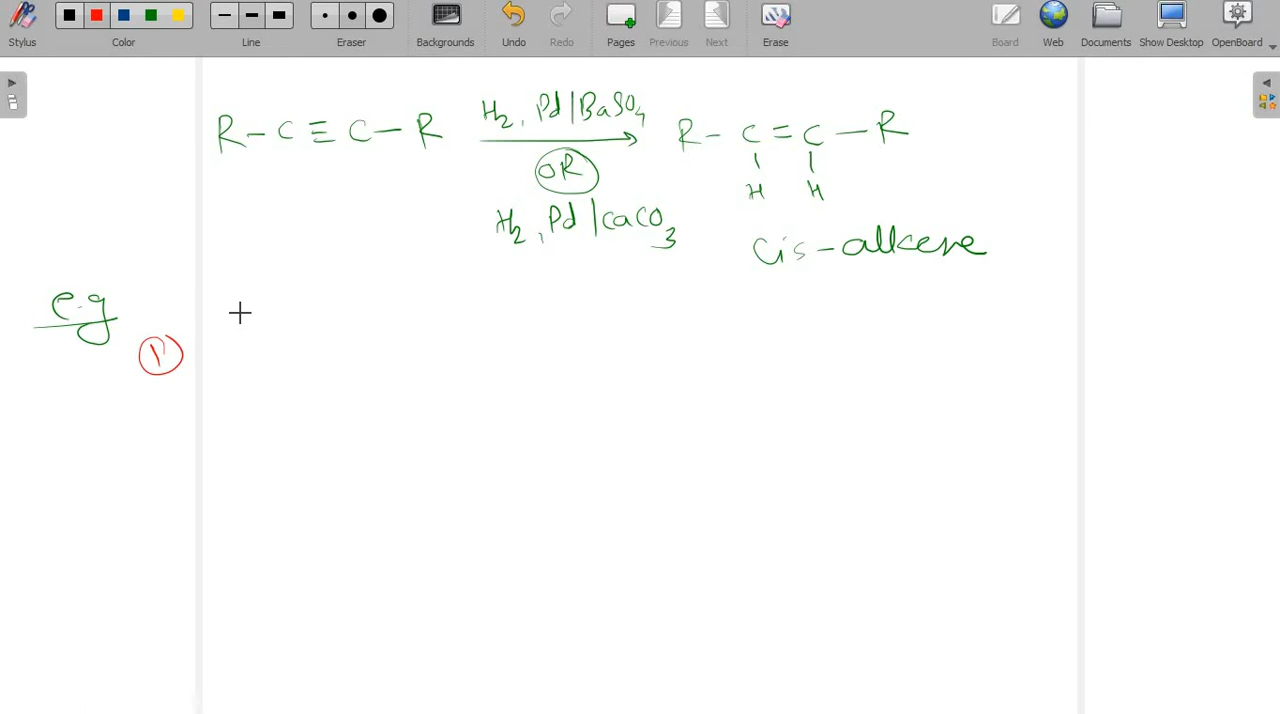 Stylus Color Line Eraser Backgrounds Undo Redo Pages Previous Next Erase Board Web Documents Show Desktop OpenBoard
R - C ≡ C - R H2, Pd|BaSO4 R - C = C - R
OR H H
H2, Pd|CaCO3 Cis-alkene
e.g
1